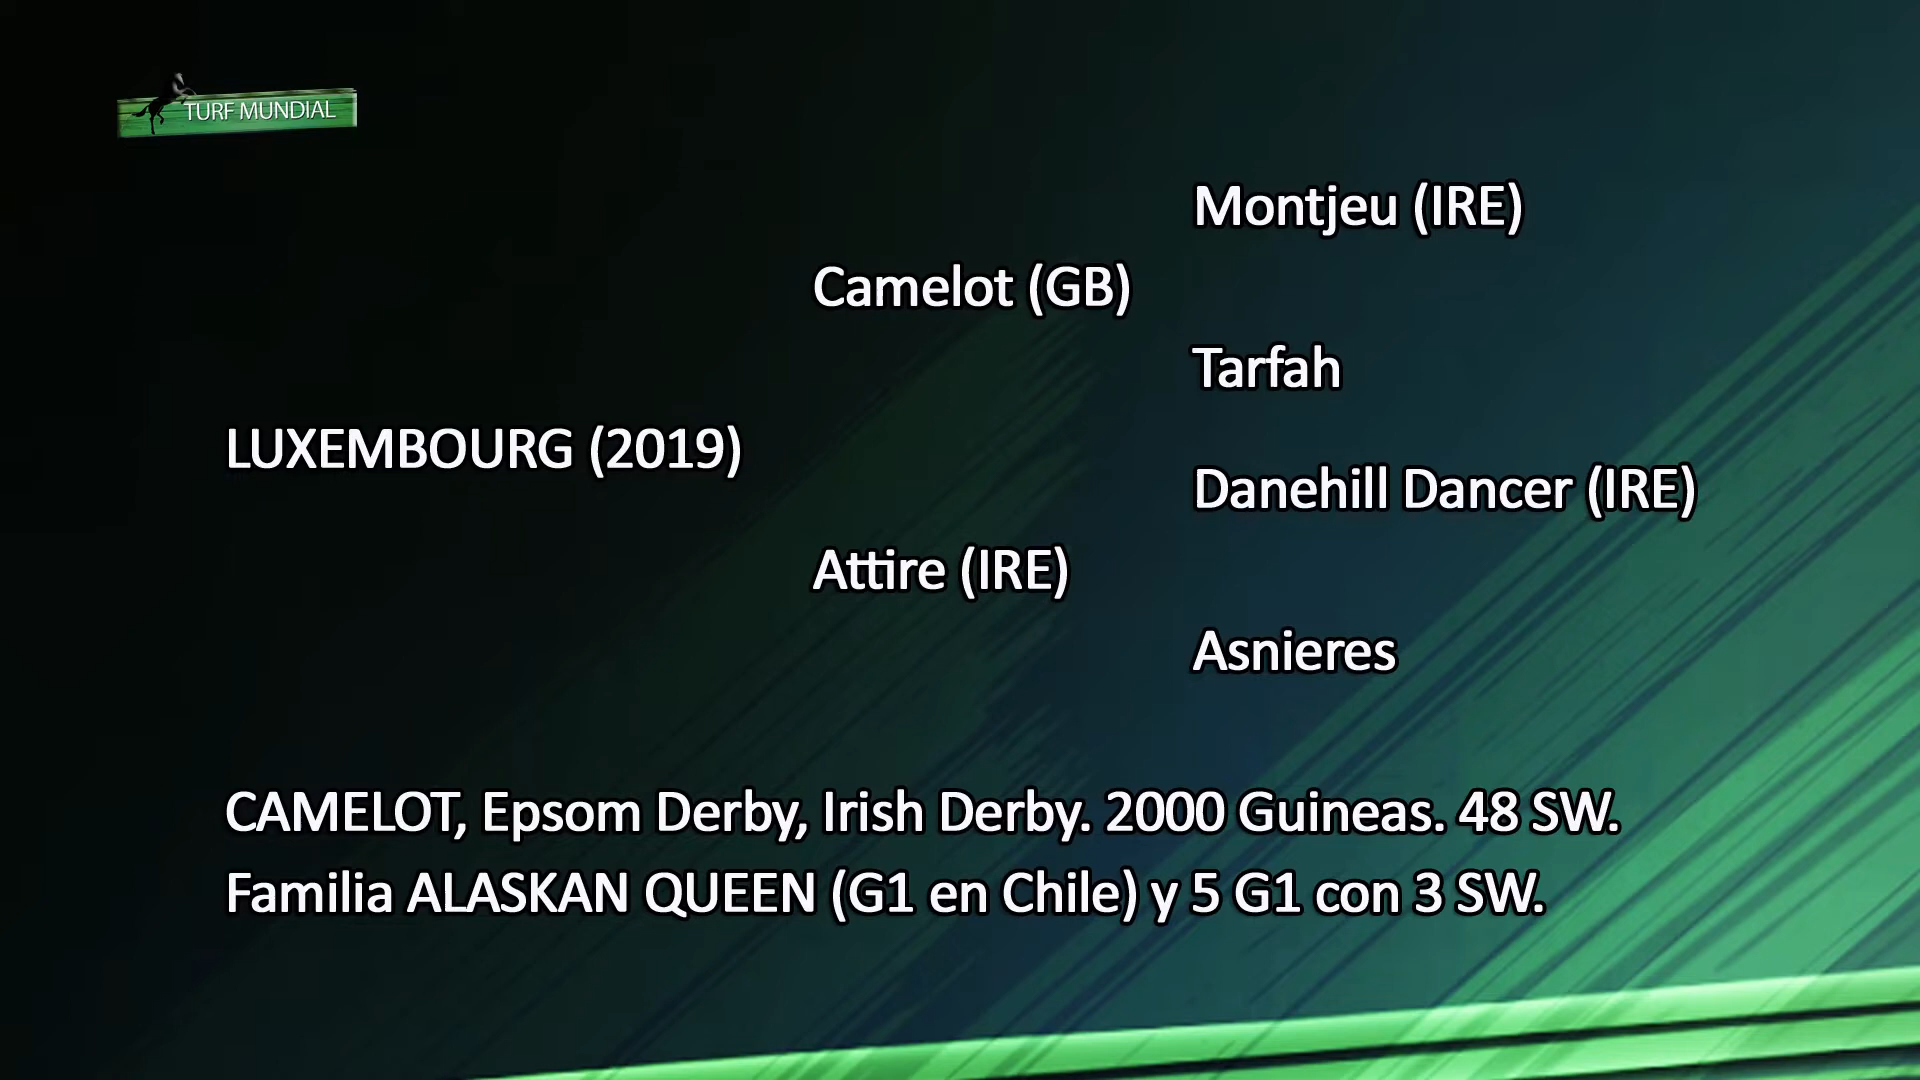 TURF MUNDIAL
Montjeu (IRE)
Camelot (GB)
Tarfah
LUXEMBOURG (2019)
Danehill Dancer (IRE)
Attire (IRE)
Asnieres
CAMELOT, Epsom Derby, Irish Derby. 2000 Guineas. 48 SW.
Familia ALASKAN QUEEN (G1 en Chile) y 5 G1 con 3 SW.